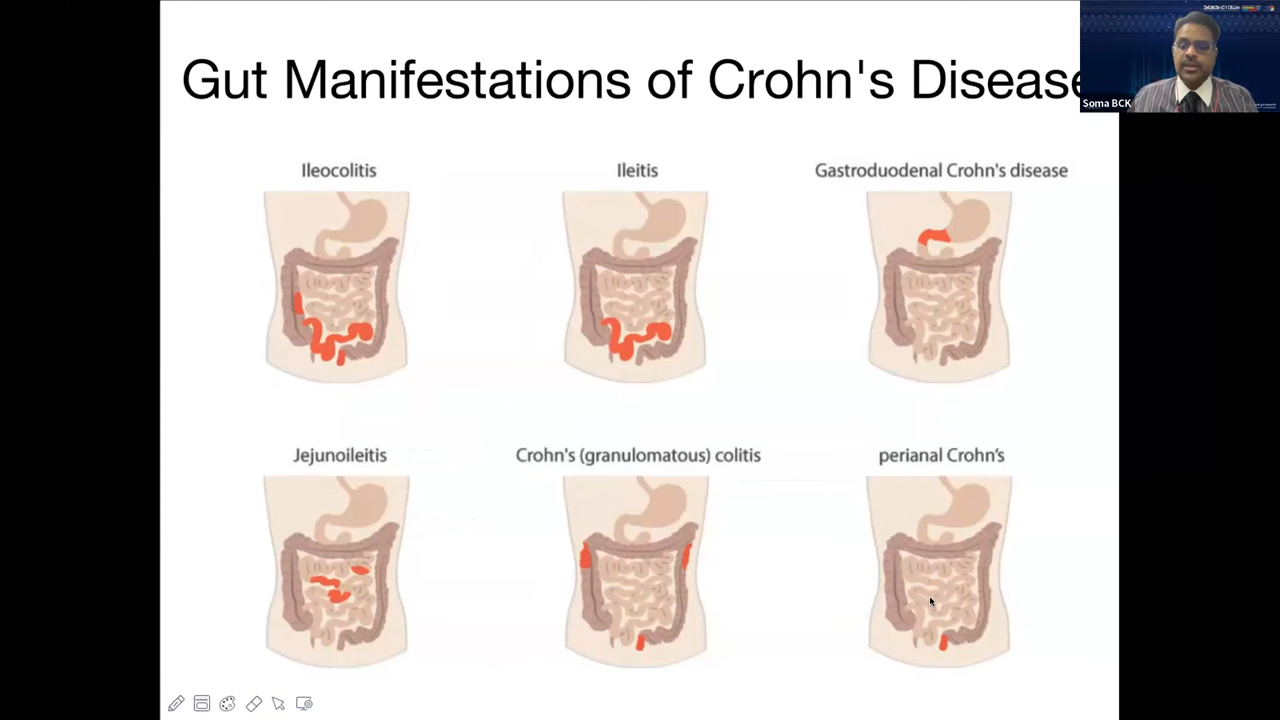 Gut Manifestations of Crohn's Disease
Soma BCK
Ileocolitis
Ileitis
Gastroduodenal Crohn's disease
Jejunoileitis
Crohn's (granulomatous) colitis
perianal Crohn's